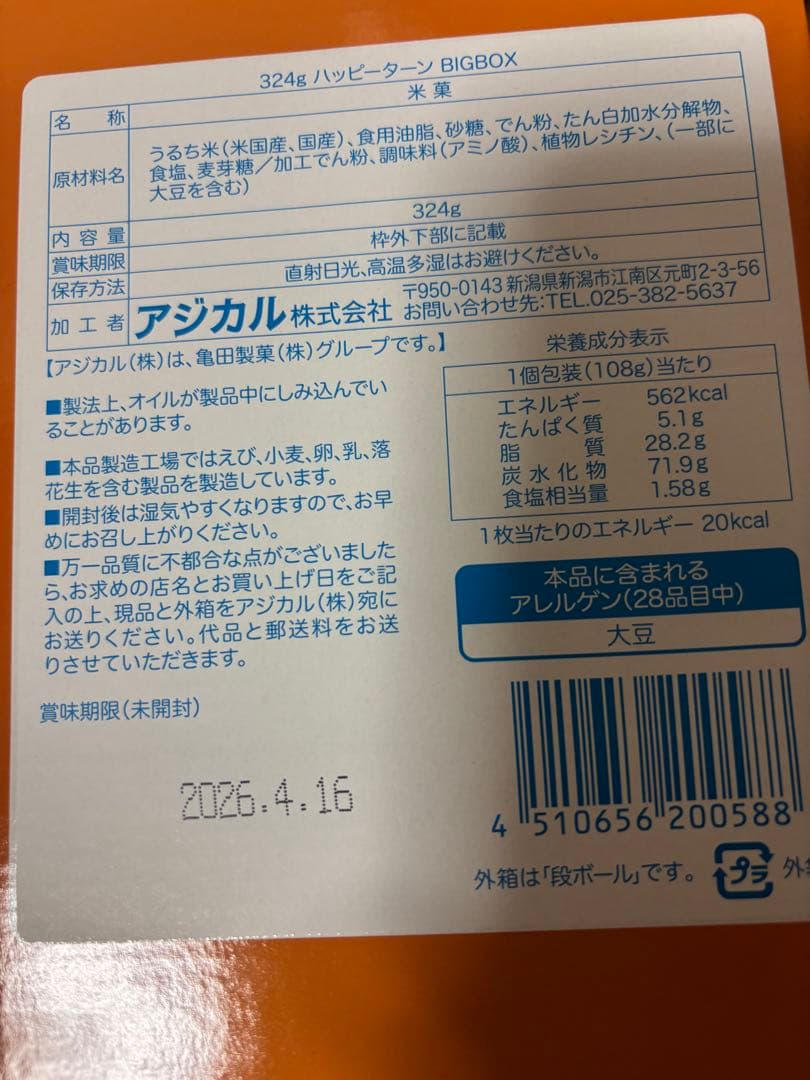 324g ハッピーターン BIGBOX
名称 米菓
原材料名 うるち米(米国産、国産)、食用油脂、砂糖、でん粉、たん白加水分解物、
食塩、麦芽糖/加工でん粉、調味料(アミノ酸)、植物レシチン、(一部に
大豆を含む)
内容量 324g
賞味期限 枠外下部に記載
保存方法 直射日光、高温多湿はお避けください。
加工者 アジカル株式会社 〒950-0143 新潟県新潟市江南区元町2-3-56
お問い合わせ先:TEL.025-382-5637
【アジカル(株)は、亀田製菓(株)グループです。】
■製法上、オイルが製品中にしみ込んでい
ることがあります。
■本品製造工場ではえび、小麦、卵、乳、落
花生を含む製品を製造しています。
■開封後は湿気やすくなりますので、お早
めにお召し上がりください。
■万一品質に不都合な点がございました
ら、お求めの店名とお買い上げ日をご記
入の上、現品と外箱をアジカル(株)宛に
お送りください。代品と郵送料をお送
りさせていただきます。
賞味期限(未開封)
2026.4.16
栄養成分表示
1個包装(108g)当たり
エネルギー 562kcal
たんぱく質 5.1g
脂質 28.2g
炭水化物 71.9g
食塩相当量 1.58g
1枚当たりのエネルギー 20kcal
本品に含まれる
アレルゲン(28品目中)
大豆
4 510656 200588
外箱は「段ボール」です。 プラ 外